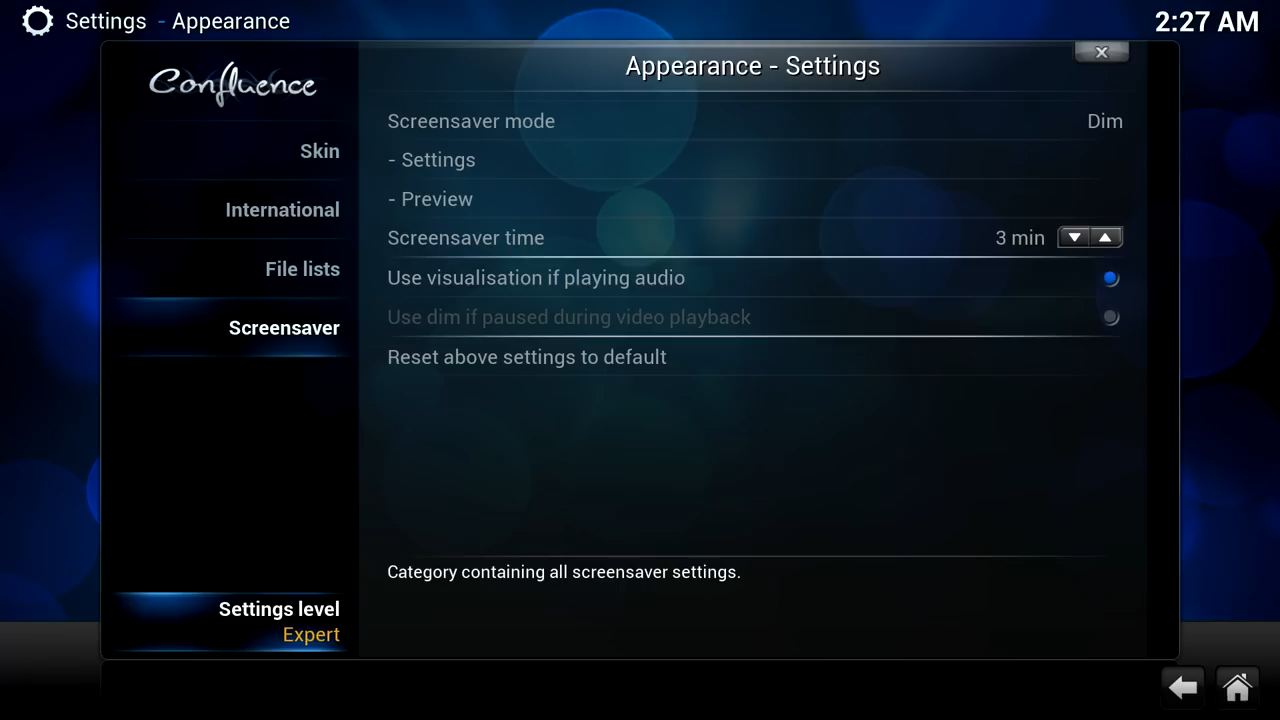 Settings - Appearance
2:27 AM
Confluence
Appearance - Settings
Skin
International
File lists
Screensaver
Screensaver mode Dim
- Settings
- Preview
Screensaver time 3 min
Use visualisation if playing audio
Use dim if paused during video playback
Reset above settings to default
Category containing all screensaver settings.
Settings level
Expert